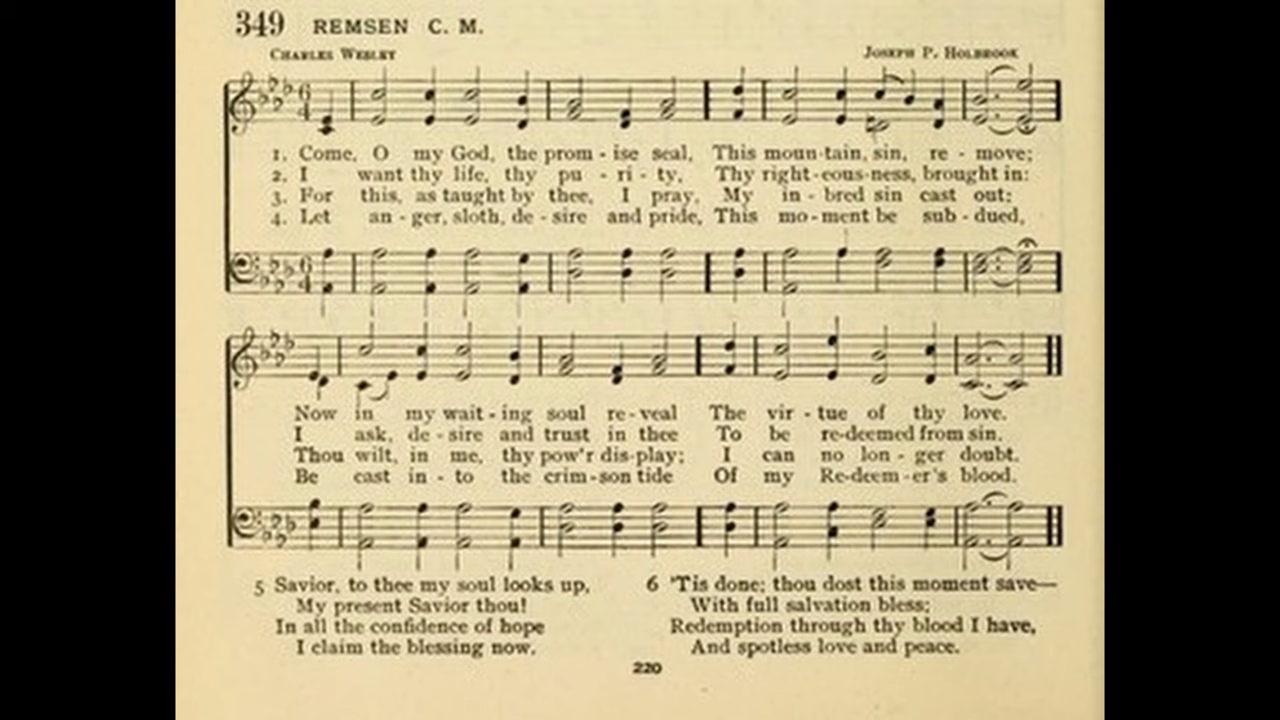 349 REMSEN C. M.
CHARLES WESLEY JOSEPH P. HOLBROOK
6
4
1. Come, O my God, the prom - ise seal, This moun-tain, sin, re - move;
2. I want thy life, thy pu - ri - ty, Thy right-eous-ness, brought in:
3. For this, as taught by thee, I pray, My in - bred sin cast out:
4. Let an - ger, sloth, de - sire and pride, This mo-ment be sub-dued,
6
4
Now in my wait - ing soul re - veal The vir - tue of thy love.
I ask, de - sire and trust in thee To be re-deemed from sin.
Thou wilt, in me, thy pow'r dis-play; I can no lon - ger doubt.
Be cast in - to the crim-son tide Of my Re-deem-er's blood.
5 Savior, to thee my soul looks up,
My present Savior thou!
In all the confidence of hope
I claim the blessing now.
6 'Tis done; thou dost this moment save—
With full salvation bless;
Redemption through thy blood I have,
And spotless love and peace.
220